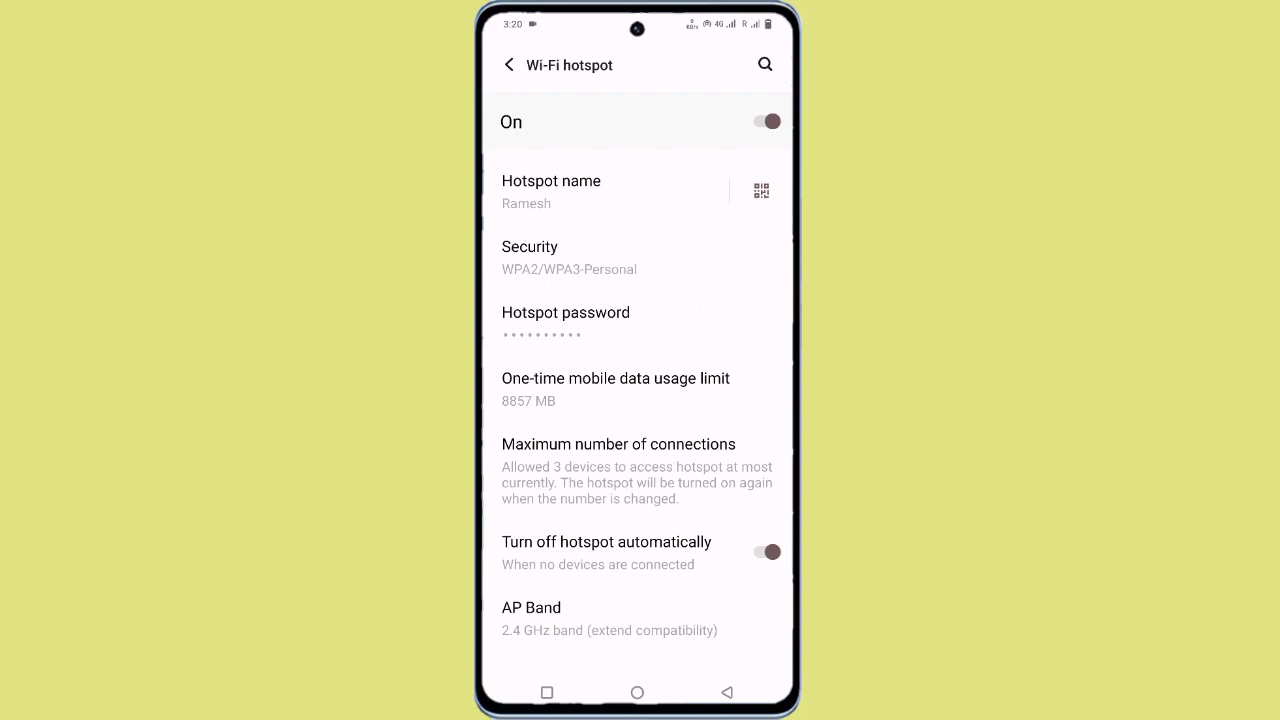 3:20
0
KB/s
4G
R
Wi-Fi hotspot
On
Hotspot name
Ramesh
Security
WPA2/WPA3-Personal
Hotspot password
••••••••••
One-time mobile data usage limit
8857 MB
Maximum number of connections
Allowed 3 devices to access hotspot at most
currently. The hotspot will be turned on again
when the number is changed.
Turn off hotspot automatically
When no devices are connected
AP Band
2.4 GHz band (extend compatibility)